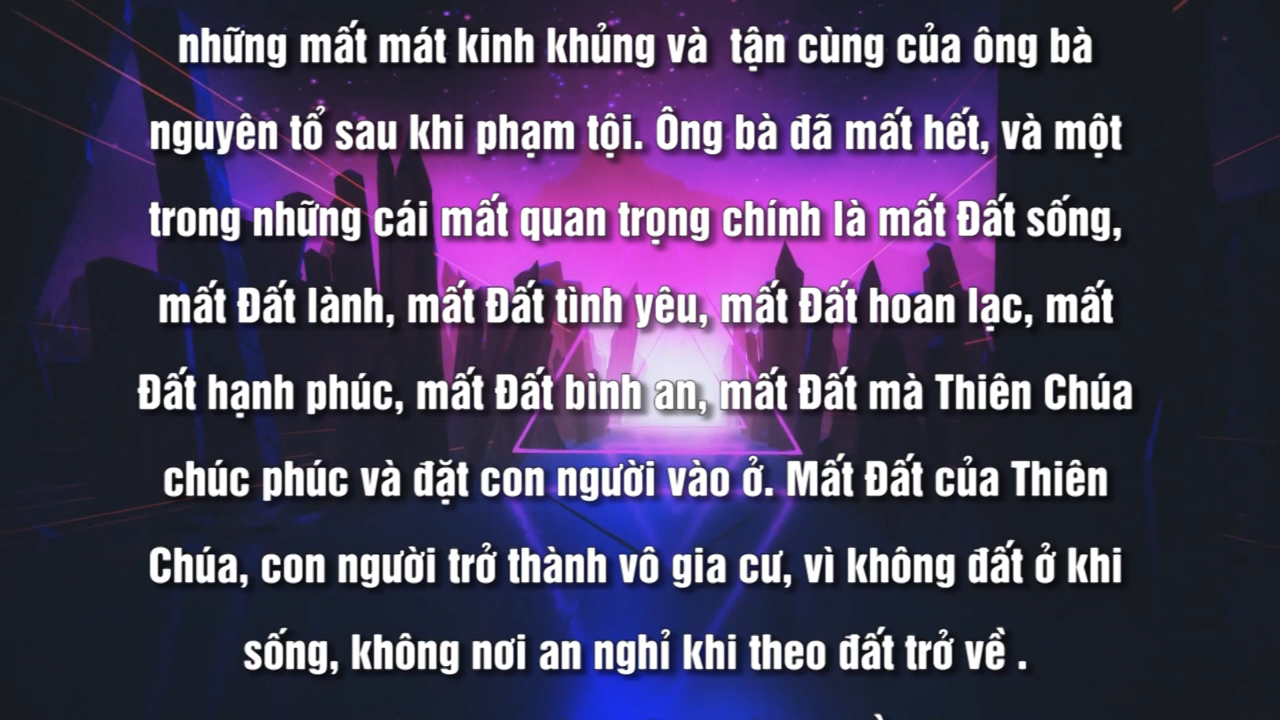 những mất mát kinh khủng và  tận cùng của ông bà
nguyên tổ sau khi phạm tội. Ông bà đã mất hết, và một
trong những cái mất quan trọng chính là mất Đất sống,
mất Đất lành, mất Đất tình yêu, mất Đất hoan lạc, mất
Đất hạnh phúc, mất Đất bình an, mất Đất mà Thiên Chúa
chúc phúc và đặt con người vào ở. Mất Đất của Thiên
Chúa, con người trở thành vô gia cư, vì không đất ở khi
sống, không nơi an nghỉ khi theo đất trở về .